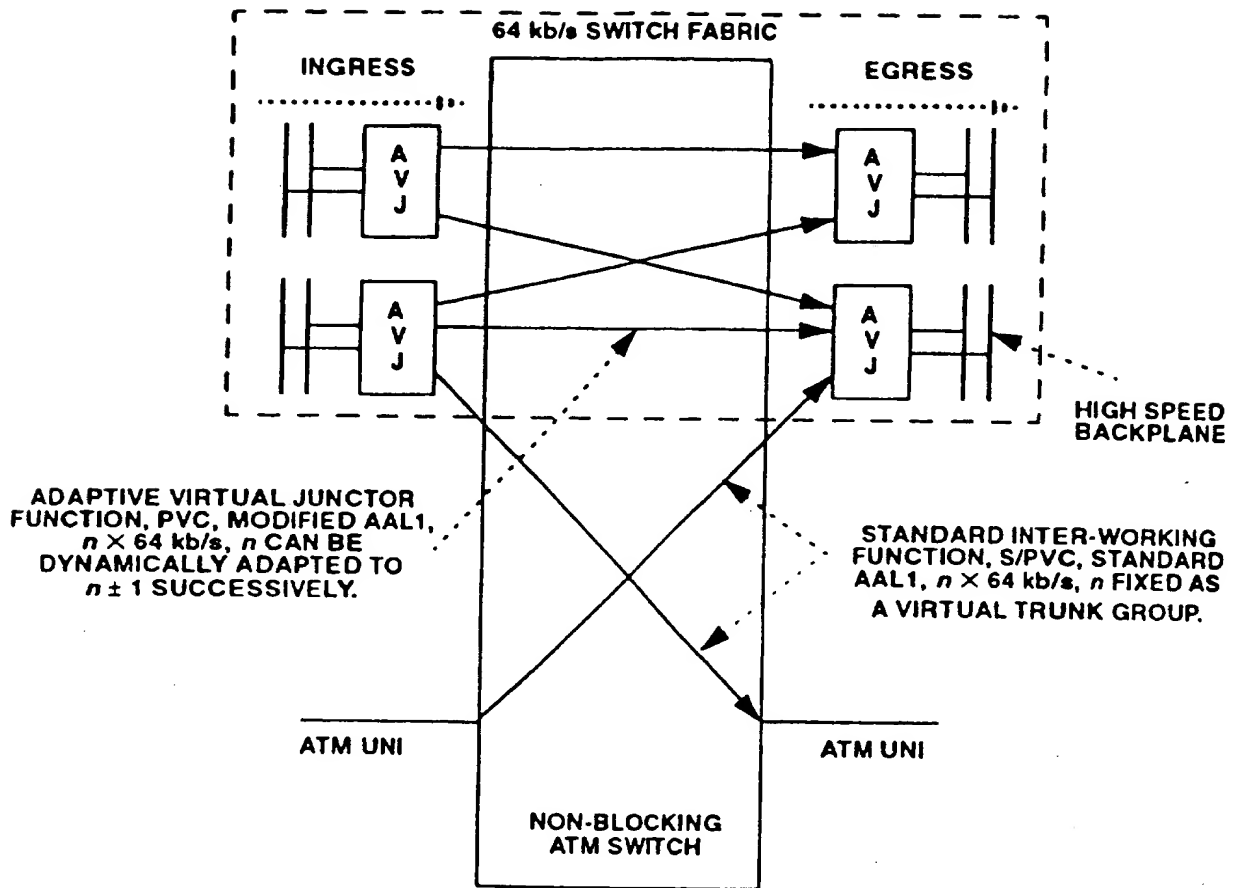 64 kb/s SWITCH FABRIC
INGRESS
EGRESS
A
V
J
A
V
J
A
V
J
A
V
J
HIGH SPEED
BACKPLANE
ADAPTIVE VIRTUAL JUNCTOR
FUNCTION, PVC, MODIFIED AAL1,
n × 64 kb/s, n CAN BE
DYNAMICALLY ADAPTED TO
n ± 1 SUCCESSIVELY.
STANDARD INTER-WORKING
FUNCTION, S/PVC, STANDARD
AAL1, n × 64 kb/s, n FIXED AS
A VIRTUAL TRUNK GROUP.
ATM UNI
ATM UNI
NON-BLOCKING
ATM SWITCH